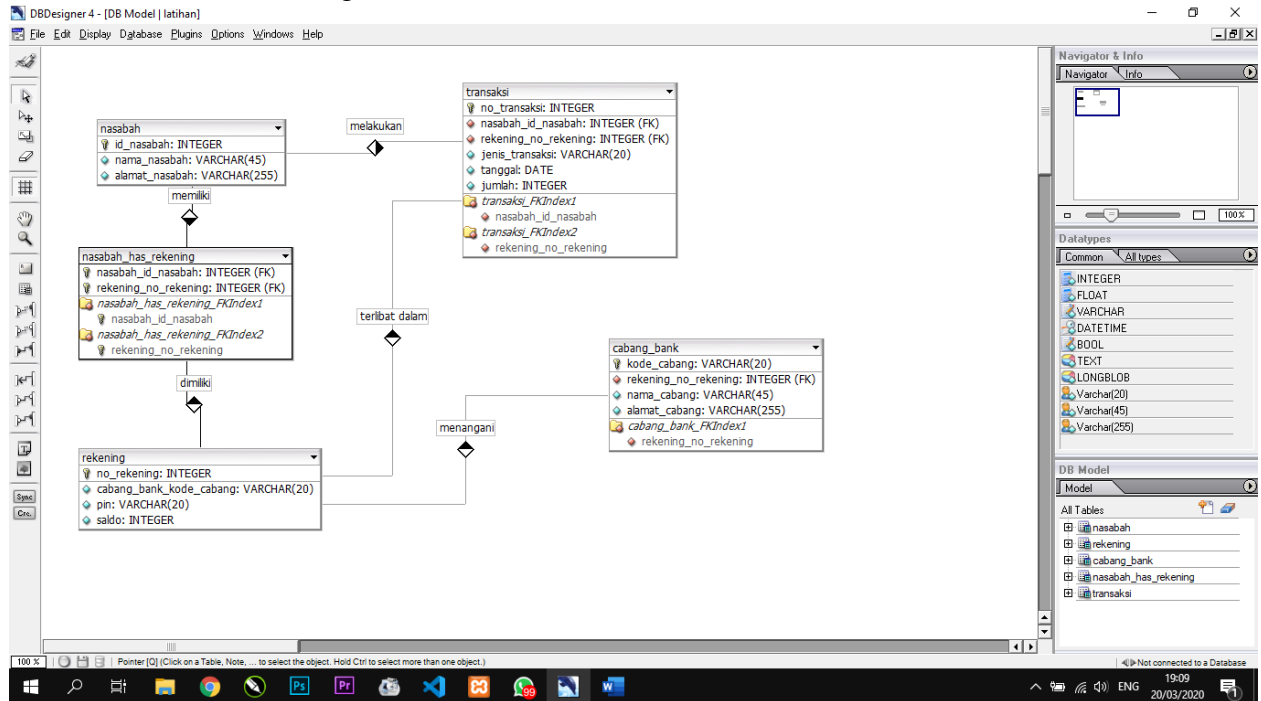 DBDesigner 4 - [DB Model | latihan]
File Edit Display Database Plugins Options Windows Help
nasabah
id_nasabah: INTEGER
nama_nasabah: VARCHAR(45)
alamat_nasabah: VARCHAR(255)
melakukan
transaksi
no_transaksi: INTEGER
nasabah_id_nasabah: INTEGER (FK)
rekening_no_rekening: INTEGER (FK)
jenis_transaksi: VARCHAR(20)
tanggal: DATE
jumlah: INTEGER
transaksi_FKIndex1
nasabah_id_nasabah
transaksi_FKIndex2
rekening_no_rekening
memiliki
nasabah_has_rekening
nasabah_id_nasabah: INTEGER (FK)
rekening_no_rekening: INTEGER (FK)
nasabah_has_rekening_FKIndex1
nasabah_id_nasabah
nasabah_has_rekening_FKIndex2
rekening_no_rekening
terlibat dalam
dimiliki
cabang_bank
kode_cabang: VARCHAR(20)
rekening_no_rekening: INTEGER (FK)
nama_cabang: VARCHAR(45)
alamat_cabang: VARCHAR(255)
cabang_bank_FKIndex1
rekening_no_rekening
menangani
rekening
no_rekening: INTEGER
cabang_bank_kode_cabang: VARCHAR(20)
pin: VARCHAR(20)
saldo: INTEGER
Navigator & Info
Navigator Info
100%
Datatypes
Common All types
INTEGER
FLOAT
VARCHAR
DATETIME
BOOL
TEXT
LONGBLOB
Varchar(20)
Varchar(45)
Varchar(255)
DB Model
Model
All Tables
nasabah
rekening
cabang_bank
nasabah_has_rekening
transaksi
Sync
Cre.
100 % Pointer [Q] (Click on a Table, Note, ... to select the object. Hold Ctrl to select more than one object.) Not connected to a Database
Ps Pr 99 W ENG 19:09
20/03/2020 1